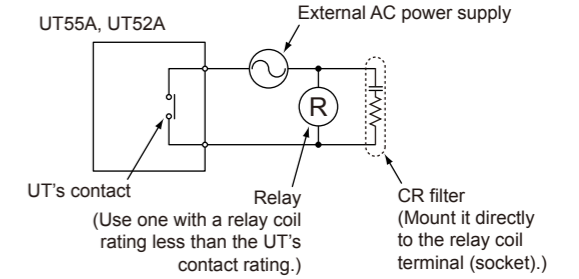 External AC power supply
UT55A, UT52A
R
UT's contact
Relay
(Use one with a relay coil
rating less than the UT's
contact rating.)
CR filter
(Mount it directly
to the relay coil
terminal (socket).)